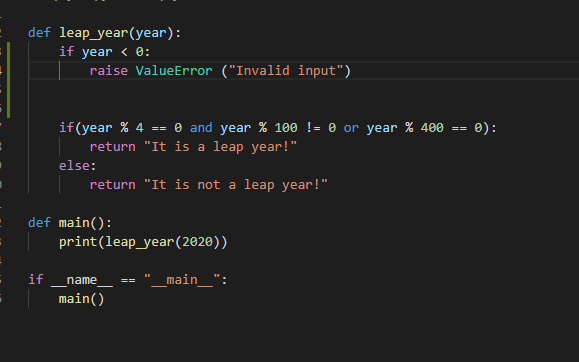 def leap_year(year):
if year < 0:
raise ValueError ("Invalid input")
if(year % 4 == 0 and year % 100 != 0 or year % 400 == 0):
return "It is a leap year!"
else:
return "It is not a leap year!"
def main():
print(leap_year(2020))
if __name__ == "__main__":
main()